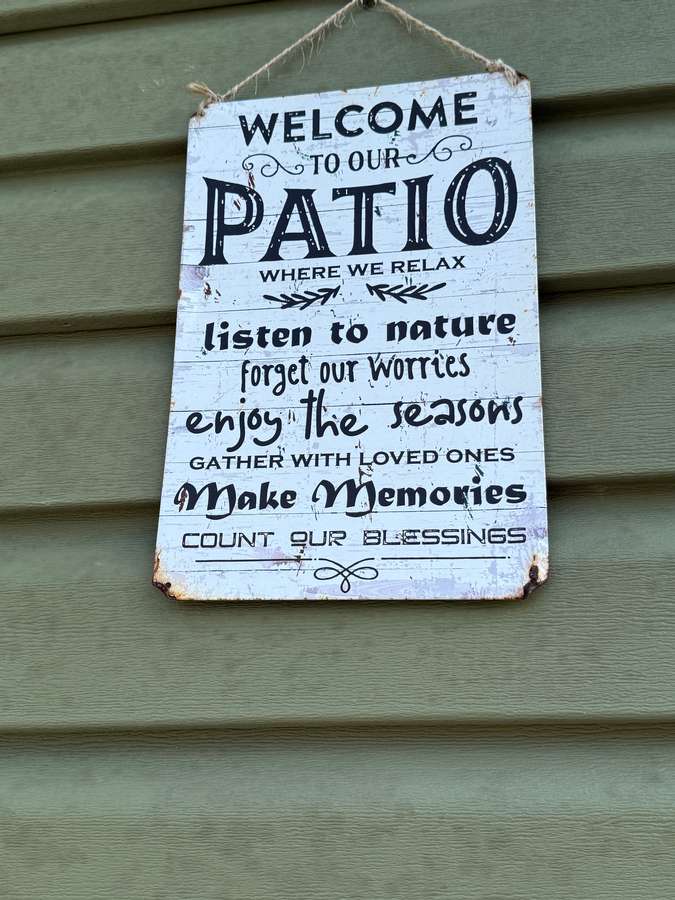 WELCOME
TO OUR
PATIO
WHERE WE RELAX
listen to nature
forget our worries
enjoy the seasons
GATHER WITH LOVED ONES
Make Memories
COUNT OUR BLESSINGS